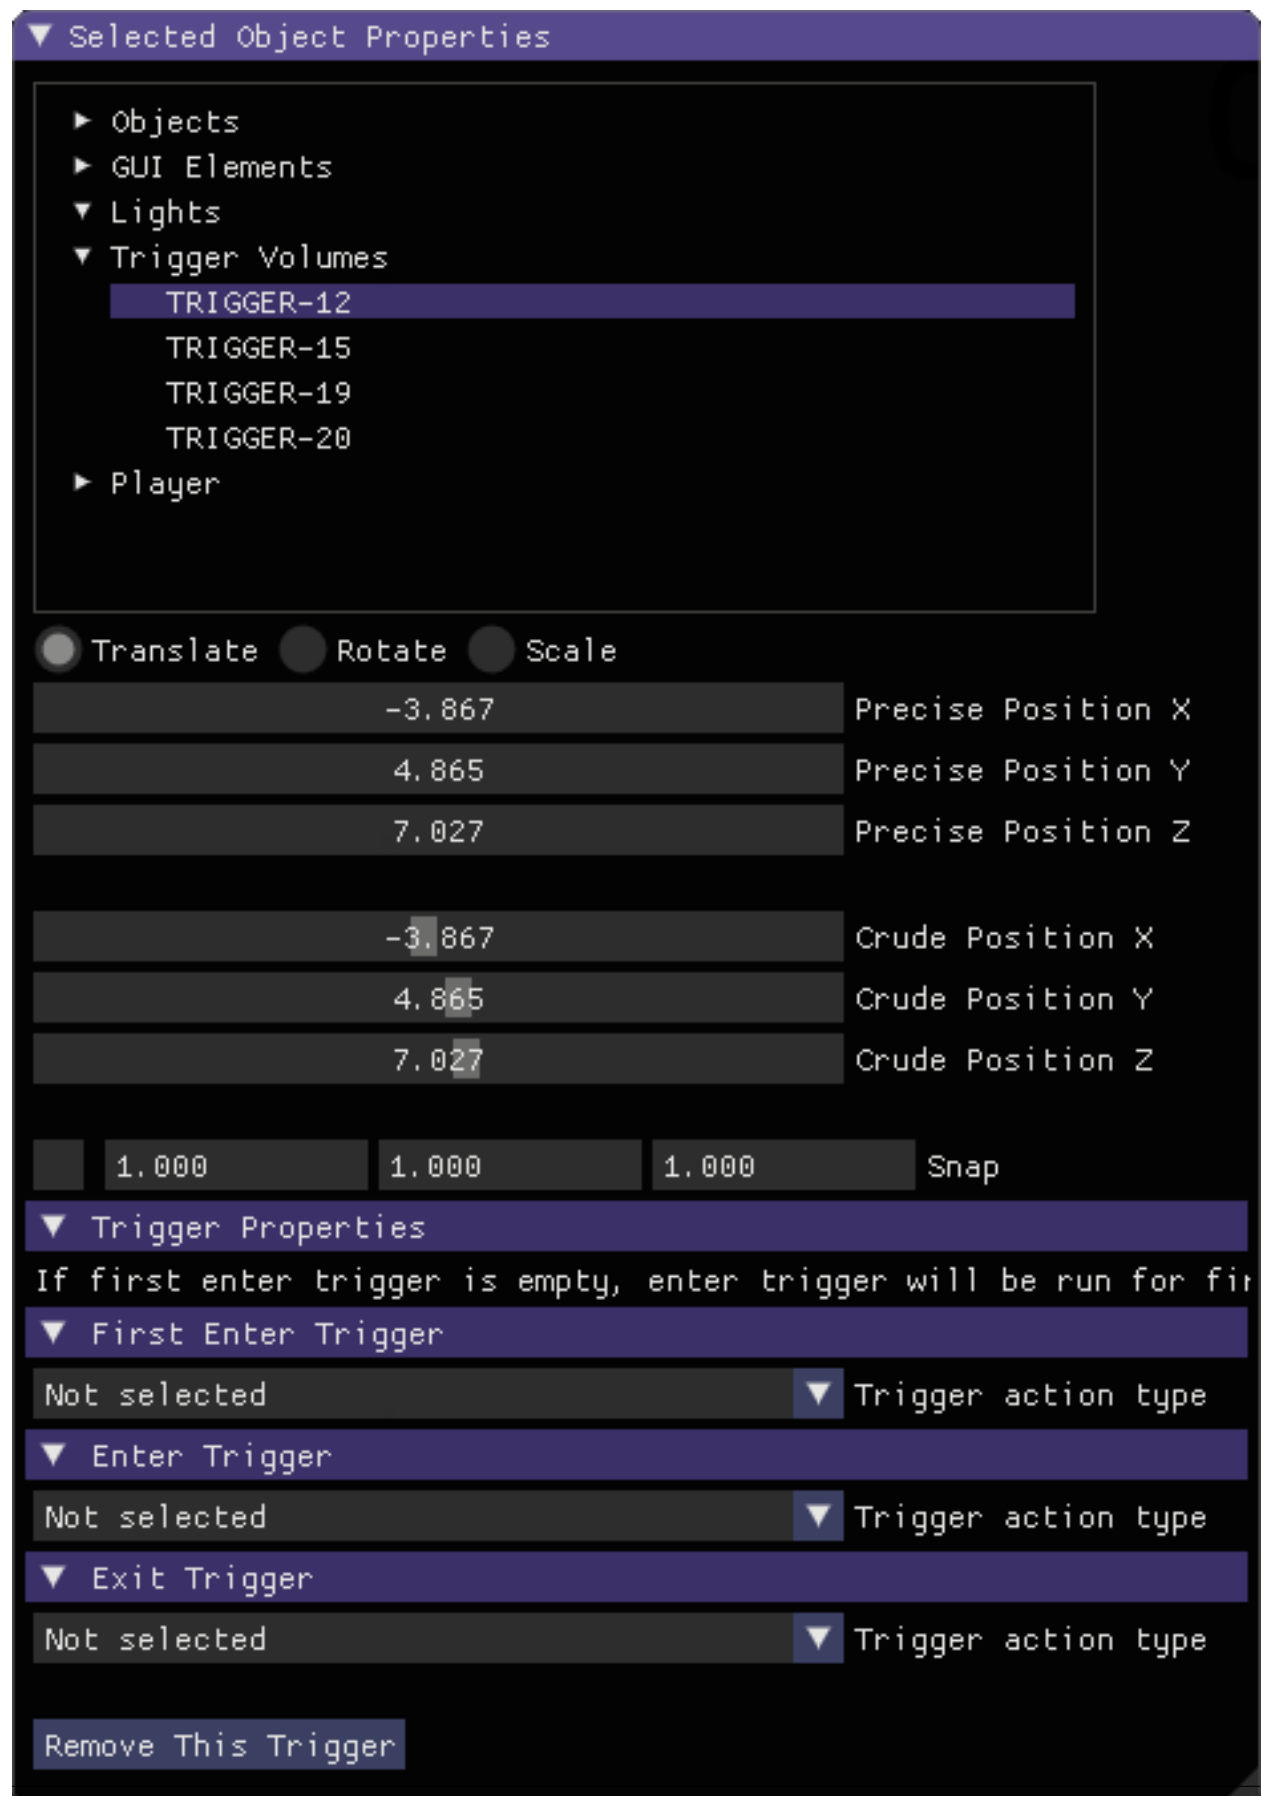 Selected Object Properties
Objects
GUI Elements
Lights
Trigger Volumes
TRIGGER-12
TRIGGER-15
TRIGGER-19
TRIGGER-20
Player
Translate Rotate Scale
-3.867 Precise Position X
4.865 Precise Position Y
7.027 Precise Position Z
-3.867 Crude Position X
4.865 Crude Position Y
7.027 Crude Position Z
1.000 1.000 1.000 Snap
Trigger Properties
If first enter trigger is empty, enter trigger will be run for
First Enter Trigger
Not selected Trigger action type
Enter Trigger
Not selected Trigger action type
Exit Trigger
Not selected Trigger action type
Remove This Trigger